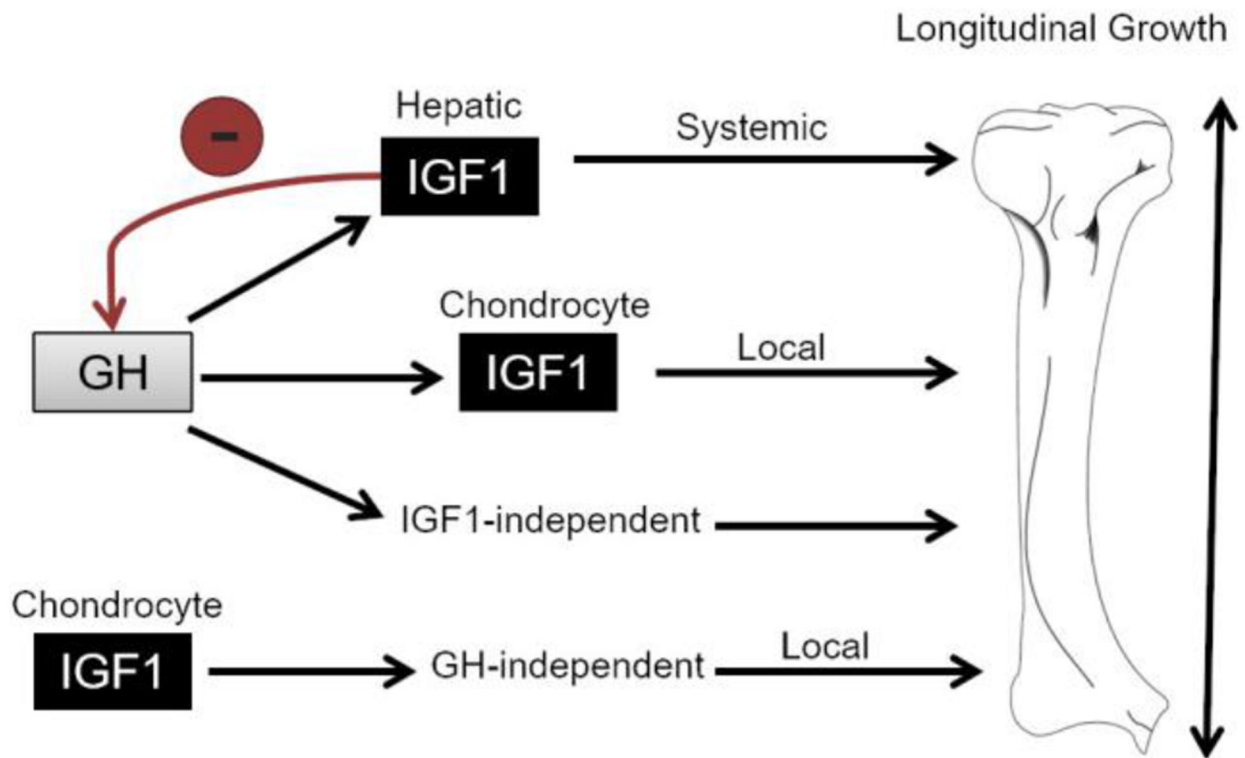 Longitudinal Growth
Hepatic
-
IGF1
Systemic
Chondrocyte
GH
IGF1
Local
IGF1-independent
Chondrocyte
IGF1
GH-independent
Local